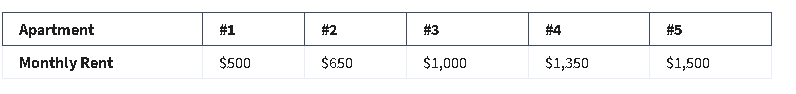 Apartment #1 #2 #3 #4 #5
Monthly Rent $500 $650 $1,000 $1,350 $1,500